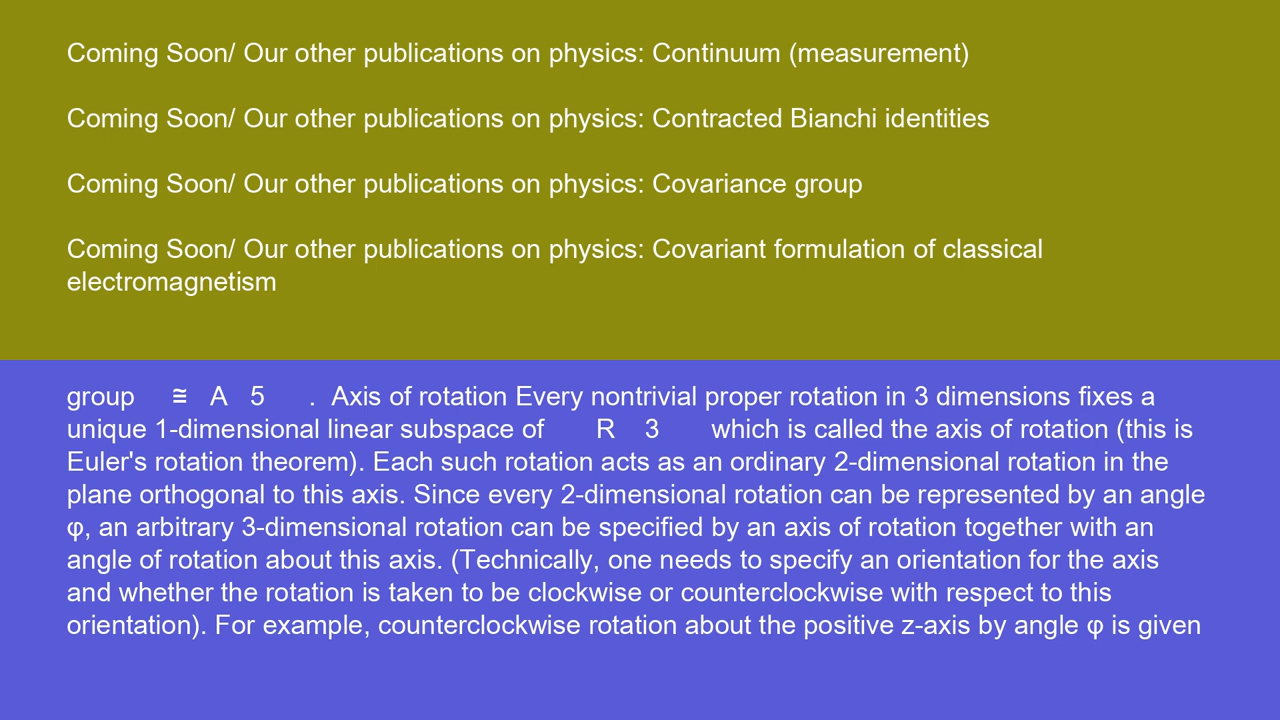 Coming Soon/ Our other publications on physics: Continuum (measurement)
Coming Soon/ Our other publications on physics: Contracted Bianchi identities
Coming Soon/ Our other publications on physics: Covariance group
Coming Soon/ Our other publications on physics: Covariant formulation of classical
electromagnetism
group ≅ A 5 . Axis of rotation Every nontrivial proper rotation in 3 dimensions fixes a
unique 1-dimensional linear subspace of R 3 which is called the axis of rotation (this is
Euler's rotation theorem). Each such rotation acts as an ordinary 2-dimensional rotation in the
plane orthogonal to this axis. Since every 2-dimensional rotation can be represented by an angle
φ, an arbitrary 3-dimensional rotation can be specified by an axis of rotation together with an
angle of rotation about this axis. (Technically, one needs to specify an orientation for the axis
and whether the rotation is taken to be clockwise or counterclockwise with respect to this
orientation). For example, counterclockwise rotation about the positive z-axis by angle φ is given